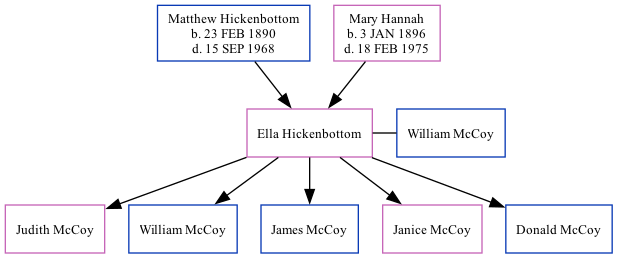 Matthew Hickenbottom
b. 23 FEB 1890
d. 15 SEP 1968
Mary Hannah
b. 3 JAN 1896
d. 18 FEB 1975
Ella Hickenbottom
William McCoy
Judith McCoy
William McCoy
James McCoy
Janice McCoy
Donald McCoy